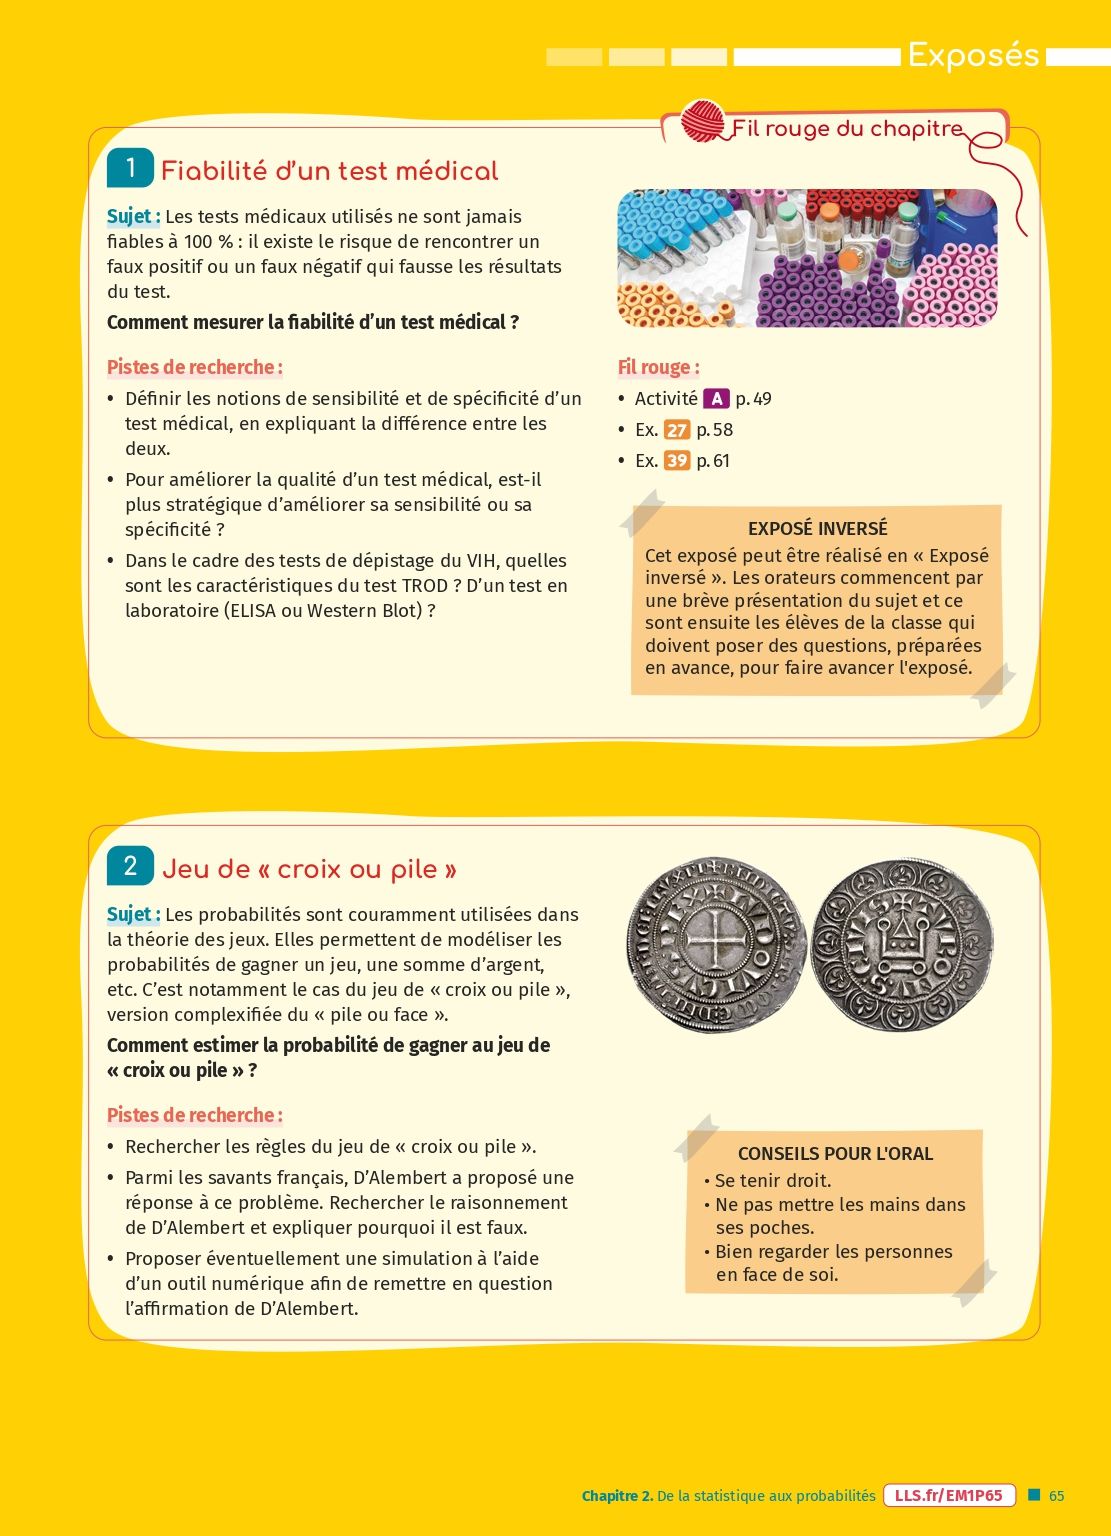 Exposés
Fil rouge du chapitre
1 Fiabilité d’un test médical
Sujet : Les tests médicaux utilisés ne sont jamais
fiables à 100 % : il existe le risque de rencontrer un
faux positif ou un faux négatif qui fausse les résultats
du test.
Comment mesurer la fiabilité d’un test médical ?
Pistes de recherche :
• Définir les notions de sensibilité et de spécificité d’un
test médical, en expliquant la différence entre les
deux.
• Pour améliorer la qualité d’un test médical, est-il
plus stratégique d’améliorer sa sensibilité ou sa
spécificité ?
• Dans le cadre des tests de dépistage du VIH, quelles
sont les caractéristiques du test TROD ? D’un test en
laboratoire (ELISA ou Western Blot) ?
Fil rouge :
• Activité A p. 49
• Ex. 27 p. 58
• Ex. 39 p. 61
EXPOSÉ INVERSÉ
Cet exposé peut être réalisé en « Exposé
inversé ». Les orateurs commencent par
une brève présentation du sujet et ce
sont ensuite les élèves de la classe qui
doivent poser des questions, préparées
en avance, pour faire avancer l'exposé.
2 Jeu de « croix ou pile »
Sujet : Les probabilités sont couramment utilisées dans
la théorie des jeux. Elles permettent de modéliser les
probabilités de gagner un jeu, une somme d’argent,
etc. C’est notamment le cas du jeu de « croix ou pile »,
version complexifiée du « pile ou face ».
Comment estimer la probabilité de gagner au jeu de
« croix ou pile » ?
Pistes de recherche :
• Rechercher les règles du jeu de « croix ou pile ».
• Parmi les savants français, D’Alembert a proposé une
réponse à ce problème. Rechercher le raisonnement
de D’Alembert et expliquer pourquoi il est faux.
• Proposer éventuellement une simulation à l’aide
d’un outil numérique afin de remettre en question
l’affirmation de D’Alembert.
CONSEILS POUR L'ORAL
• Se tenir droit.
• Ne pas mettre les mains dans
ses poches.
• Bien regarder les personnes
en face de soi.
Chapitre 2. De la statistique aux probabilités LLS.fr/EM1P65 65